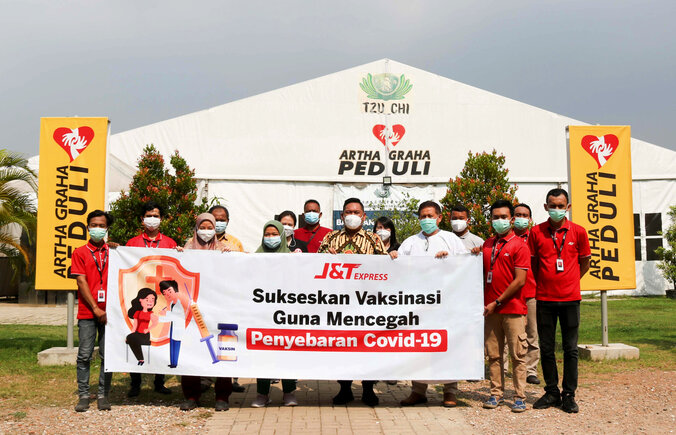 TZU CHI
ARTHA GRAHA
PEDULI
ARTHA GRAHA
PEDULI
ARTHA GRAHA
PEDULI
J&T EXPRESS
Sukseskan Vaksinasi
Guna Mencegah
Penyebaran Covid-19
VAKSIN